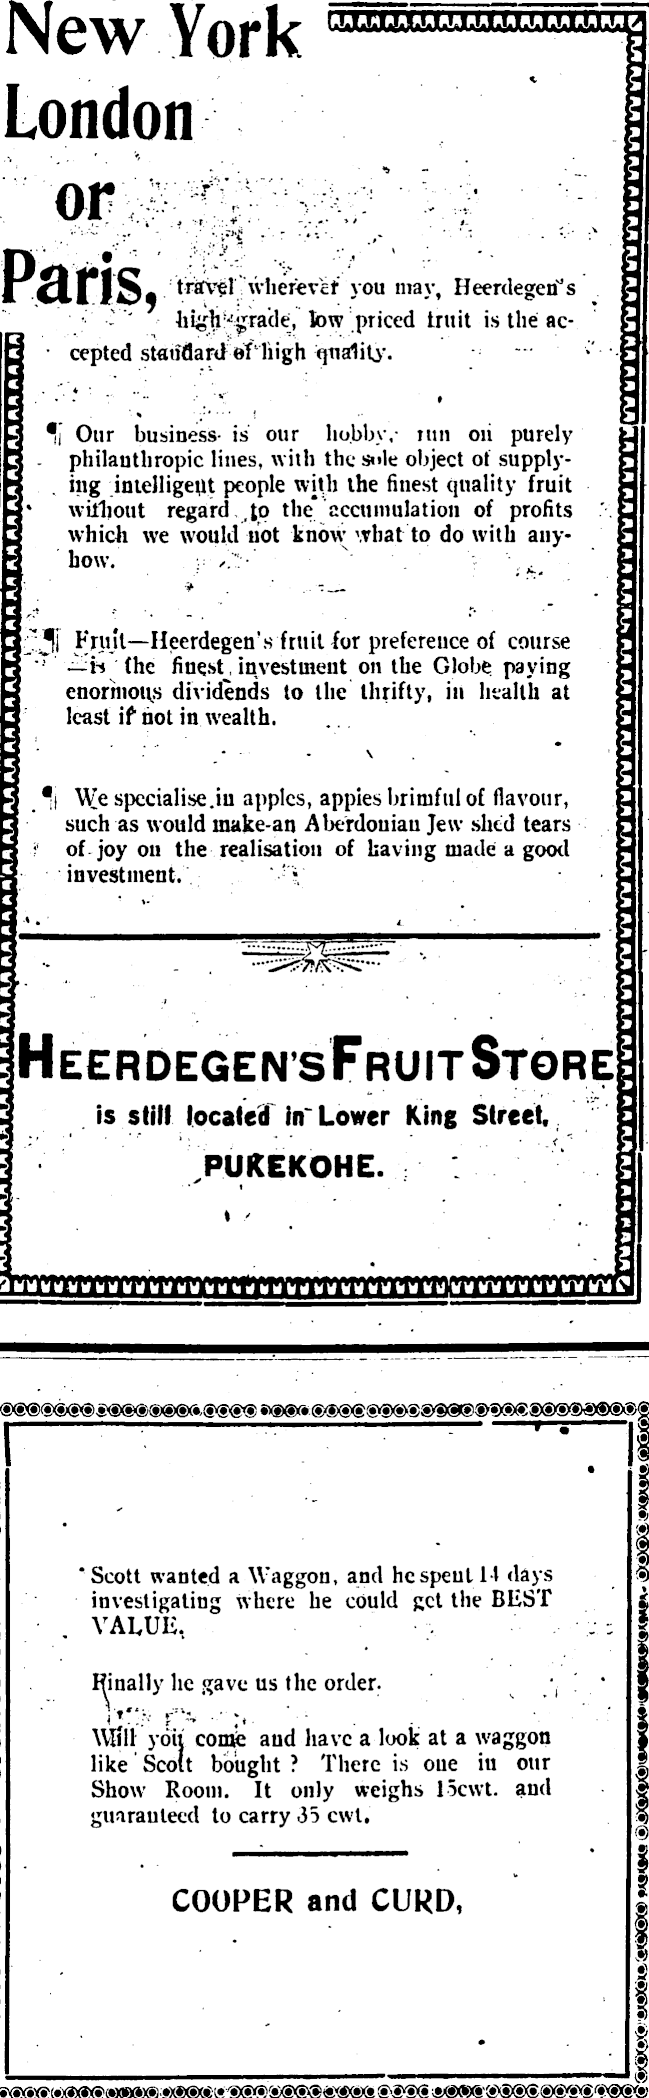 New York
London
or
Paris, travel wherever you may, Heerdegen's
high-grade, low priced fruit is the ac-
cepted standard of high quality.
¶ Our business is our hobby, run on purely
philanthropic lines, with the sole object of supply-
ing intelligent people with the finest quality fruit
without regard to the accumulation of profits
which we would not know what to do with any-
how.
¶ Fruit—Heerdegen's fruit for preference of course
—is the finest investment on the Globe paying
enormous dividends to the thrifty, in health at
least if not in wealth.
¶ We specialise in apples, appies brimful of flavour,
such as would make an Aberdonian Jew shed tears
of joy on the realisation of having made a good
investment.
HEERDEGEN'S FRUIT STORE
is still located in Lower King Street,
PUKEKOHE.
Scott wanted a Waggon, and he spent 14 days
investigating where he could get the BEST
VALUE.
Finally he gave us the order.
Will you come and have a look at a waggon
like Scott bought ? There is one in our
Show Room. It only weighs 15cwt. and
guaranteed to carry 35 cwt.
COOPER and CURD,